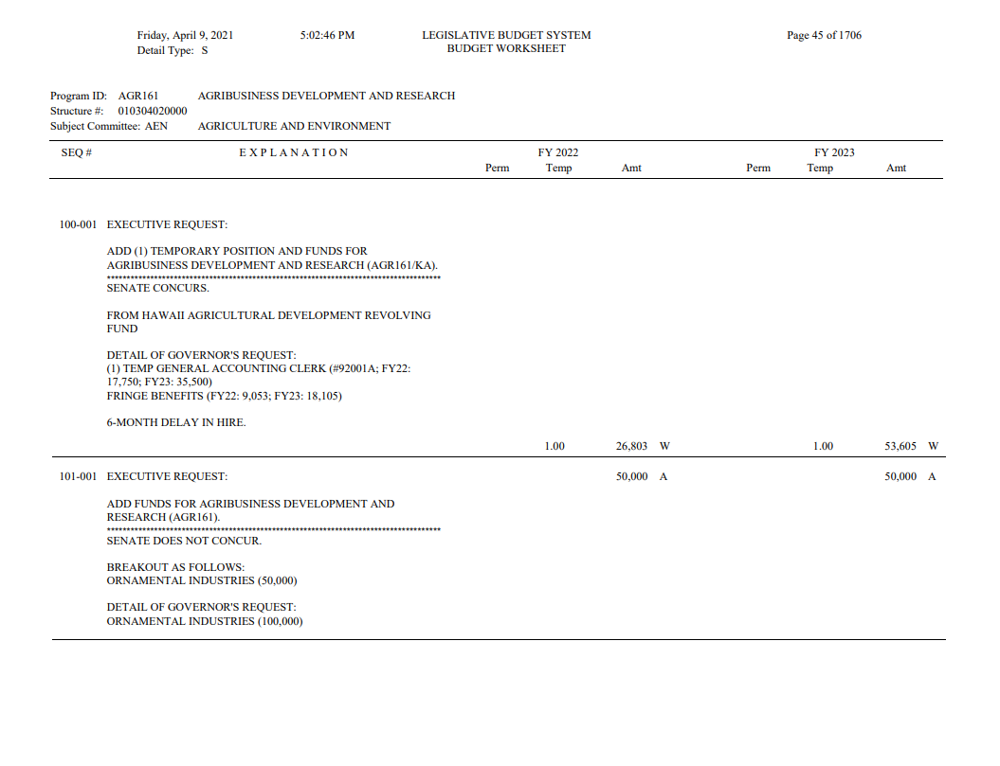 Friday, April 9, 2021 5:02:46 PM LEGISLATIVE BUDGET SYSTEM Page 45 of 1706
Detail Type: S BUDGET WORKSHEET
Program ID: AGR161 AGRIBUSINESS DEVELOPMENT AND RESEARCH
Structure #: 010304020000
Subject Committee: AEN AGRICULTURE AND ENVIRONMENT
SEQ # E X P L A N A T I O N FY 2022 FY 2023
Perm Temp Amt Perm Temp Amt
100-001 EXECUTIVE REQUEST:
ADD (1) TEMPORARY POSITION AND FUNDS FOR
AGRIBUSINESS DEVELOPMENT AND RESEARCH (AGR161/KA).
*************************************************************************************
SENATE CONCURS.
FROM HAWAII AGRICULTURAL DEVELOPMENT REVOLVING
FUND
DETAIL OF GOVERNOR'S REQUEST:
(1) TEMP GENERAL ACCOUNTING CLERK (#92001A; FY22:
17,750; FY23: 35,500)
FRINGE BENEFITS (FY22: 9,053; FY23: 18,105)
6-MONTH DELAY IN HIRE.
1.00 26,803 W 1.00 53,605 W
101-001 EXECUTIVE REQUEST: 50,000 A 50,000 A
ADD FUNDS FOR AGRIBUSINESS DEVELOPMENT AND
RESEARCH (AGR161).
*************************************************************************************
SENATE DOES NOT CONCUR.
BREAKOUT AS FOLLOWS:
ORNAMENTAL INDUSTRIES (50,000)
DETAIL OF GOVERNOR'S REQUEST:
ORNAMENTAL INDUSTRIES (100,000)